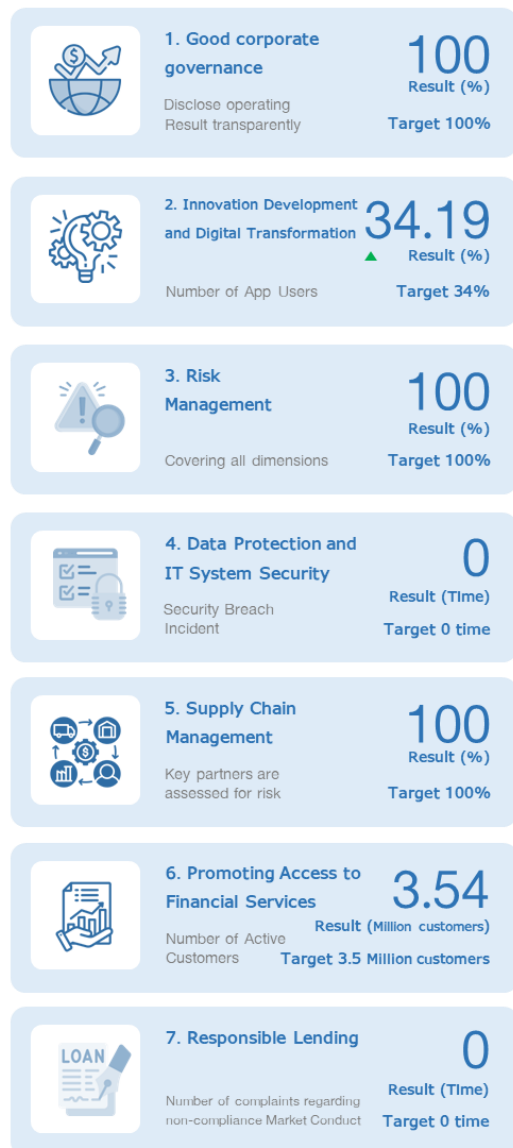 1. Good corporate
governance
100
Result (%)
Disclose operating
Result transparently
Target 100%
2. Innovation Development
and Digital Transformation
34.19
Result (%)
Number of App Users
Target 34%
3. Risk
Management
100
Result (%)
Covering all dimensions
Target 100%
4. Data Protection and
IT System Security
0
Result (TIme)
Security Breach
Incident
Target 0 time
5. Supply Chain
Management
100
Result (%)
Key partners are
assessed for risk
Target 100%
6. Promoting Access to
Financial Services
3.54
Result (Million customers)
Number of Active
Customers
Target 3.5 Million customers
LOAN
7. Responsible Lending
0
Result (TIme)
Number of complaints regarding
non-compliance Market Conduct
Target 0 time